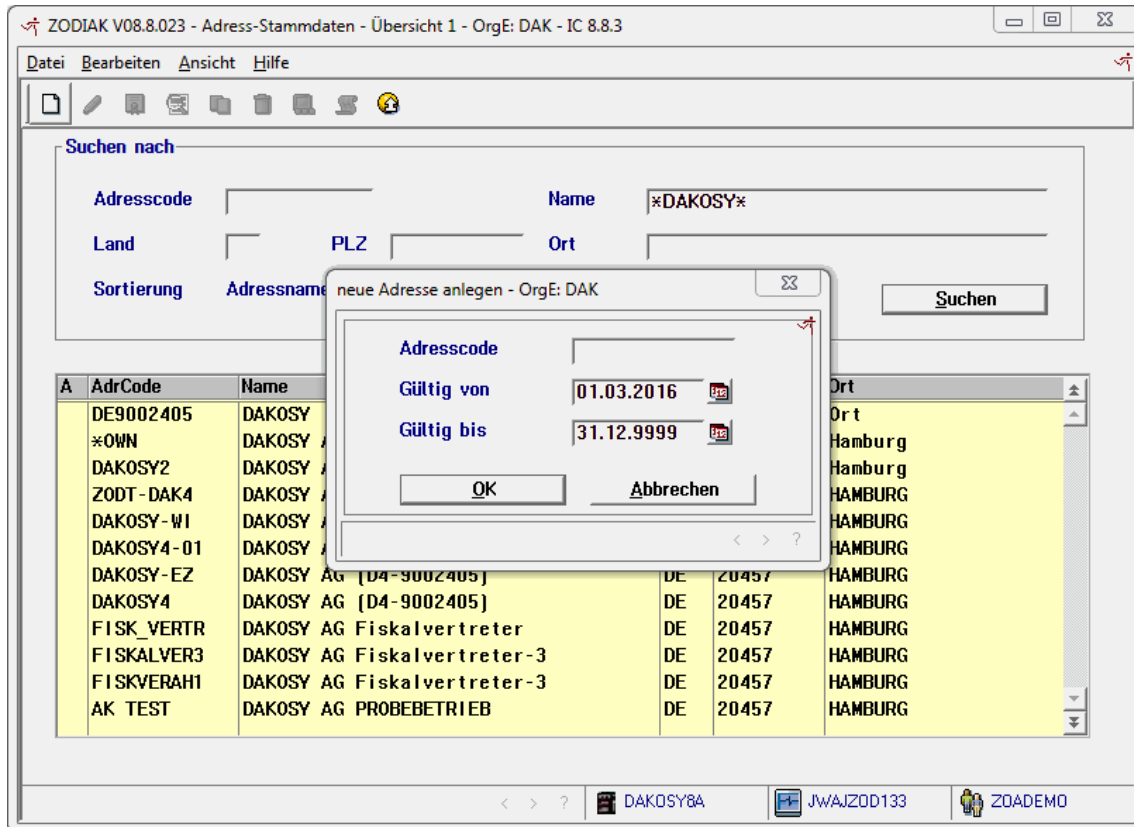 ZODIAK V08.8.023 - Adress-Stammdaten - Übersicht 1 - OrgE: DAK - IC 8.8.3
Datei Bearbeiten Ansicht Hilfe
Suchen nach
Adresscode Name *DAKOSY*
Land PLZ Ort
Sortierung Adressname
Suchen
neue Adresse anlegen - OrgE: DAK
Adresscode
Gültig von 01.03.2016
Gültig bis 31.12.9999
OK Abbrechen
< > ?
A AdrCode Name Ort
DE9002405 DAKOSY Ort
*OWN DAKOSY Hamburg
DAKOSY2 DAKOSY Hamburg
ZODT-DAK4 DAKOSY HAMBURG
DAKOSY-WI DAKOSY HAMBURG
DAKOSY4-01 DAKOSY HAMBURG
DAKOSY-EZ DAKOSY AG (D4-9002405) DE 20457 HAMBURG
DAKOSY4 DAKOSY AG (D4-9002405) DE 20457 HAMBURG
FISK_VERTR DAKOSY AG Fiskalvertreter DE 20457 HAMBURG
FISKALVER3 DAKOSY AG Fiskalvertreter-3 DE 20457 HAMBURG
FISKVERAH1 DAKOSY AG Fiskalvertreter-3 DE 20457 HAMBURG
AK TEST DAKOSY AG PROBEBETRIEB DE 20457 HAMBURG
< > ? DAKOSY8A JWAJZOD133 ZOADEMO